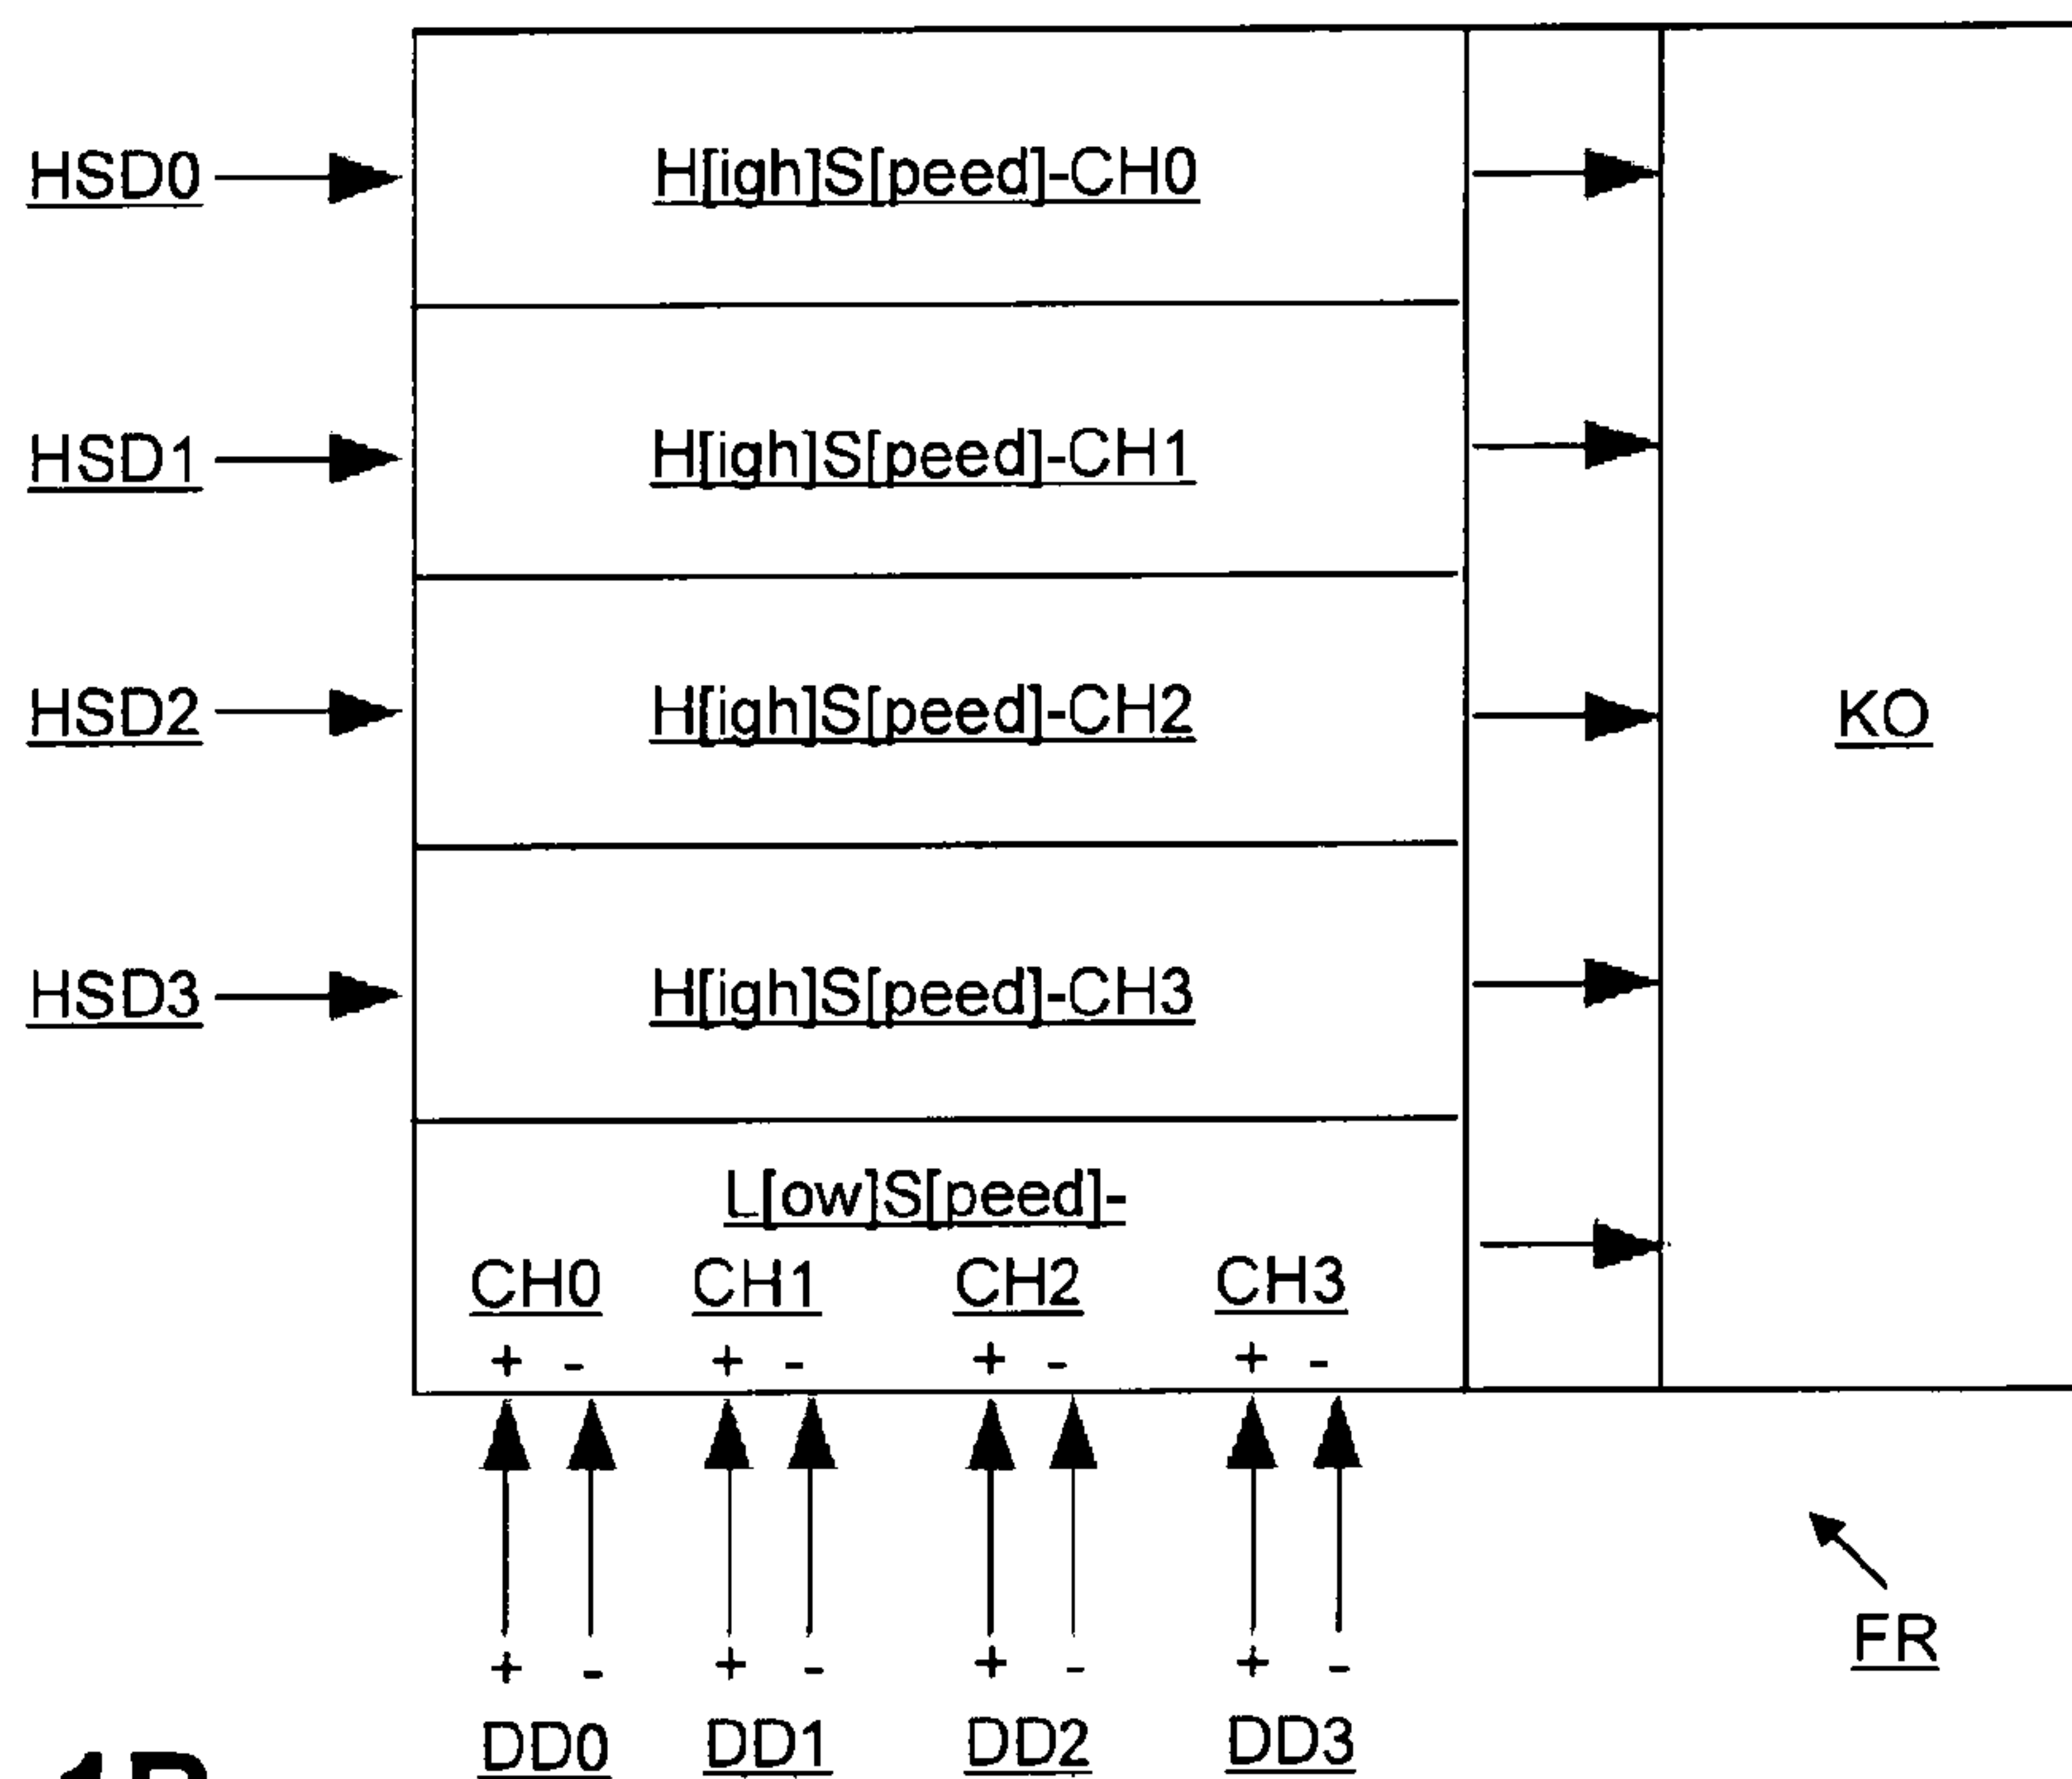 HSD0 H[igh]S[peed]-CH0
HSD1 H[igh]S[peed]-CH1
HSD2 H[igh]S[peed]-CH2 KO
HSD3 H[igh]S[peed]-CH3
L[ow]S[peed]-
CH0 CH1 CH2 CH3
+ - + - + - + -
+ - + - + - + -
FR
DD0 DD1 DD2 DD3